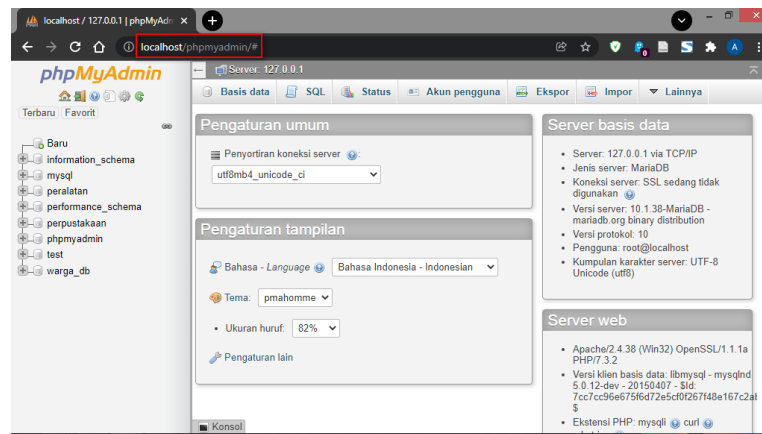 localhost / 127.0.0.1 | phpMyAdm
localhost/phpmyadmin/#
A
phpMyAdmin
Terbaru Favorit
Baru
information_schema
mysql
peralatan
performance_schema
perpustakaan
phpmyadmin
test
warga_db
Server: 127.0.0.1
Basis data SQL Status Akun pengguna Ekspor Impor Lainnya
Pengaturan umum
Penyortiran koneksi server :
utf8mb4_unicode_ci
Pengaturan tampilan
Bahasa - Language Bahasa Indonesia - Indonesian
Tema: pmahomme
• Ukuran huruf: 82%
Pengaturan lain
Server basis data
• Server: 127.0.0.1 via TCP/IP
• Jenis server: MariaDB
• Koneksi server: SSL sedang tidak
digunakan
• Versi server: 10.1.38-MariaDB -
mariadb.org binary distribution
• Versi protokol: 10
• Pengguna: root@localhost
• Kumpulan karakter server: UTF-8
Unicode (utf8)
Server web
• Apache/2.4.38 (Win32) OpenSSL/1.1.1a
PHP/7.3.2
• Versi klien basis data: libmysql - mysqlnd
5.0.12-dev - 20150407 - $Id:
7cc7cc96e675f6d72e5cf0f267f48e167c2abb
$
• Ekstensi PHP: mysqli curl
Konsol